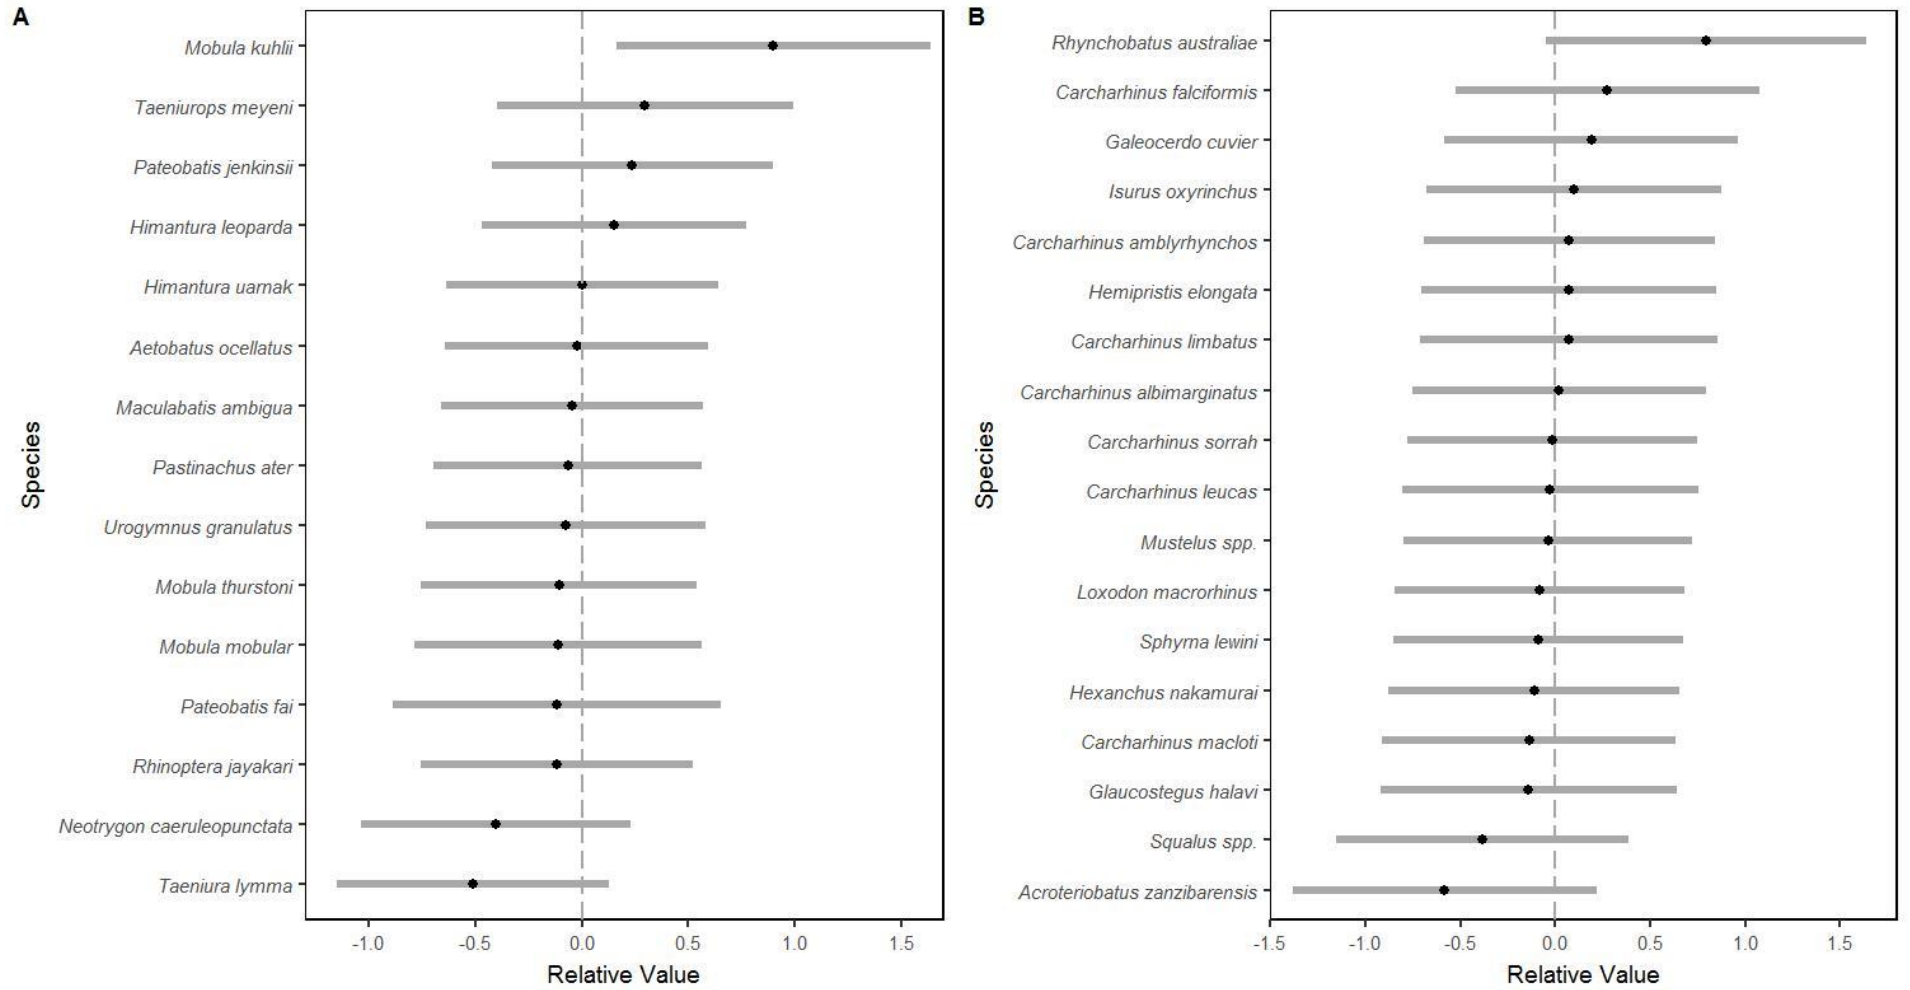 A
Species
Mobula kuhlii
Taeniurops meyeni
Pateobatis jenkinsii
Himantura leoparda
Himantura uarnak
Aetobatus ocellatus
Maculabatis ambigua
Pastinachus ater
Urogymnus granulatus
Mobula thurstoni
Mobula mobular
Pateobatis fai
Rhinoptera jayakari
Neotrygon caeruleopunctata
Taeniura lymma
-1.0 -0.5 0.0 0.5 1.0 1.5
Relative Value
B
Species
Rhynchobatus australiae
Carcharhinus falciformis
Galeocerdo cuvier
Isurus oxyrinchus
Carcharhinus amblyrhynchos
Hemipristis elongata
Carcharhinus limbatus
Carcharhinus albimarginatus
Carcharhinus sorrah
Carcharhinus leucas
Mustelus spp.
Loxodon macrorhinus
Sphyrna lewini
Hexanchus nakamurai
Carcharhinus macloti
Glaucostegus halavi
Squalus spp.
Acroteriobatus zanzibarensis
-1.5 -1.0 -0.5 0.0 0.5 1.0 1.5
Relative Value